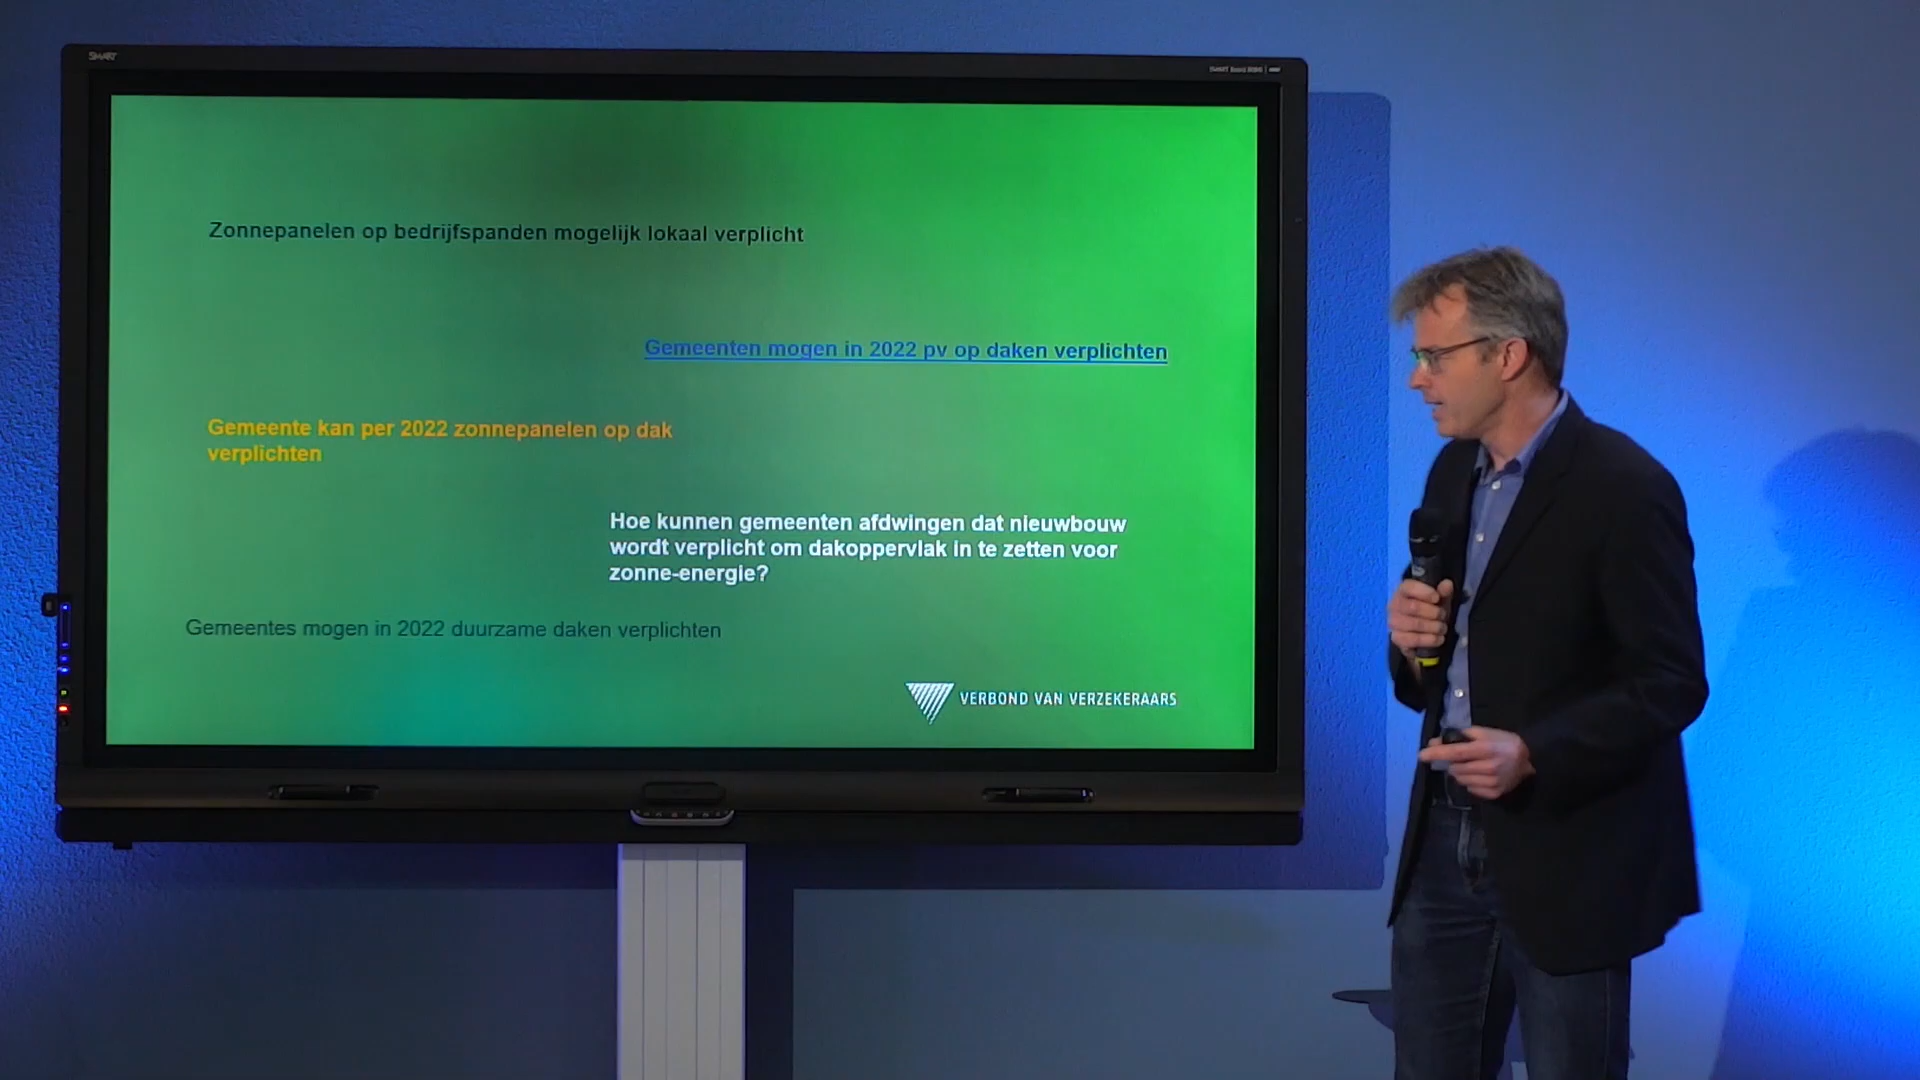 SMART
Zonnepanelen op bedrijfspanden mogelijk lokaal verplicht
Gemeenten mogen in 2022 pv op daken verplichten
Gemeente kan per 2022 zonnepanelen op dak
verplichten
Hoe kunnen gemeenten afdwingen dat nieuwbouw
wordt verplicht om dakoppervlak in te zetten voor
zonne-energie?
Gemeentes mogen in 2022 duurzame daken verplichten
VERBOND VAN VERZEKERAARS